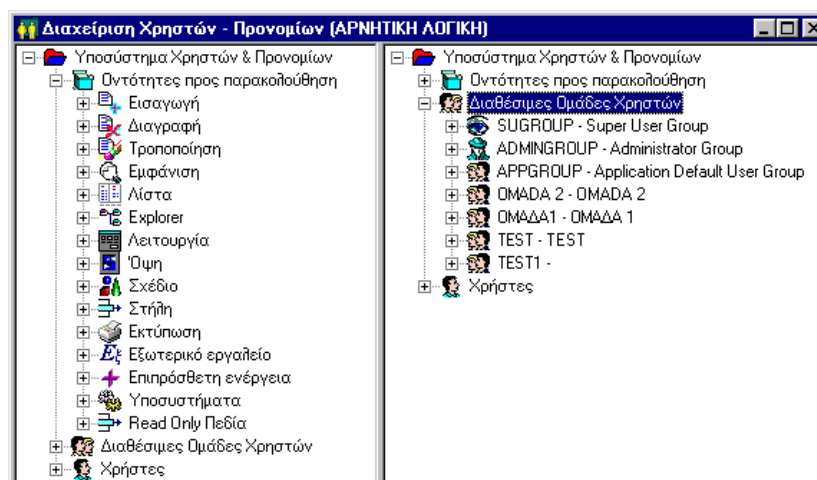 Διαχείριση Χρηστών - Προνομίων (ΑΡΝΗΤΙΚΗ ΛΟΓΙΚΗ)
Υποσύστημα Χρηστών & Προνομίων
Οντότητες προς παρακολούθηση
Εισαγωγή
Διαγραφή
Τροποποίηση
Εμφάνιση
Λίστα
Explorer
Λειτουργία
Όψη
Σχέδιο
Στήλη
Εκτύπωση
Εξωτερικό εργαλείο
Επιπρόσθετη ενέργεια
Υποσυστήματα
Read Only Πεδία
Διαθέσιμες Ομάδες Χρηστών
Χρήστες
Υποσύστημα Χρηστών & Προνομίων
Οντότητες προς παρακολούθηση
Διαθέσιμες Ομάδες Χρηστών
SUGROUP - Super User Group
ADMINGROUP - Administrator Group
APPGROUP - Application Default User Group
OMADA 2 - OMADA 2
ΟΜΑΔΑ1 - ΟΜΑΔΑ 1
TEST - TEST
TEST1 -
Χρήστες